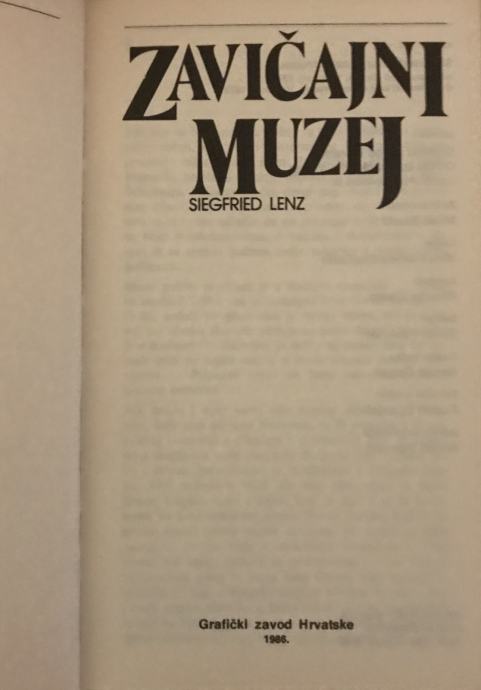 ZAVIČAJNI
MUZEJ
SIEGFRIED LENZ
Grafički zavod Hrvatske
1986.